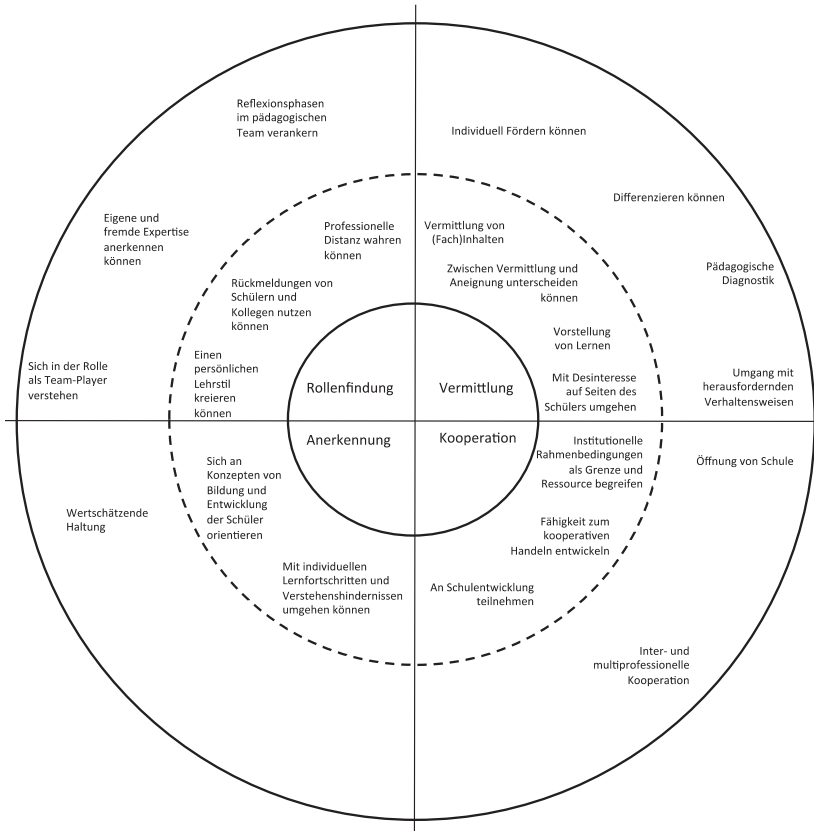 Reflexionsphasen
im pädagogischen
Team verankern
Individuell Fördern können
Differenzieren können
Eigene und
fremde Expertise
anerkennen
können
Professionelle
Distanz wahren
können
Vermittlung von
(Fach)Inhalten
Zwischen Vermittlung und
Aneignung unterscheiden
können
Pädagogische
Diagnostik
Rückmeldungen von
Schülern und
Kollegen nutzen
können
Vorstellung
von Lernen
Sich in der Rolle
als Team-Player
verstehen
Einen
persönlichen
Lehrstil
kreieren
können
Rollenfindung
Vermittlung
Mit Desinteresse
auf Seiten des
Schülers umgehen
Umgang mit
herausfordernden
Verhaltensweisen
Anerkennung
Kooperation
Institutionelle
Rahmenbedingungen
als Grenze und
Ressource begreifen
Öffnung von Schule
Sich an
Konzepten von
Bildung und
Entwicklung
der Schüler
orientieren
Wertschätzende
Haltung
Fähigkeit zum
kooperativen
Handeln entwickeln
Mit individuellen
Lernfortschritten und
Verstehenshindernissen
umgehen können
An Schulentwicklung
teilnehmen
Inter- und
multiprofessionelle
Kooperation